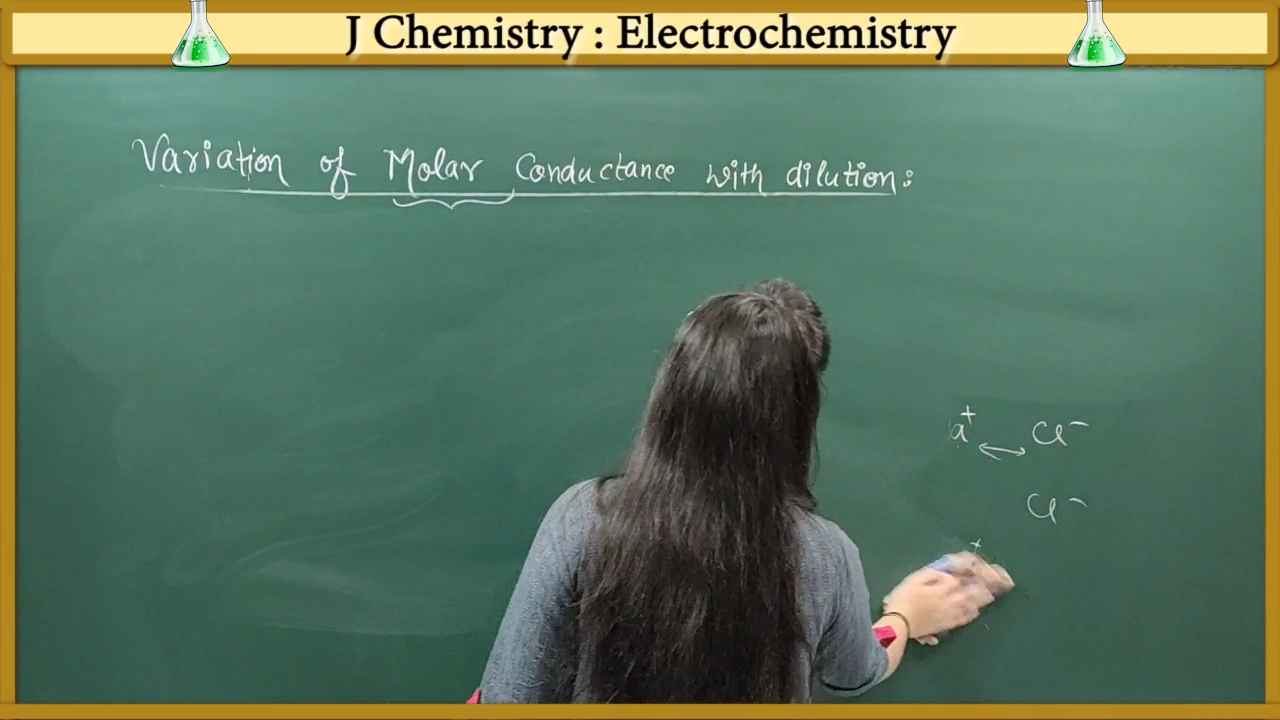 J Chemistry : Electrochemistry
Variation of Molar Conductance with dilution:
a⁺ ↔ Cl⁻
Cl⁻
+